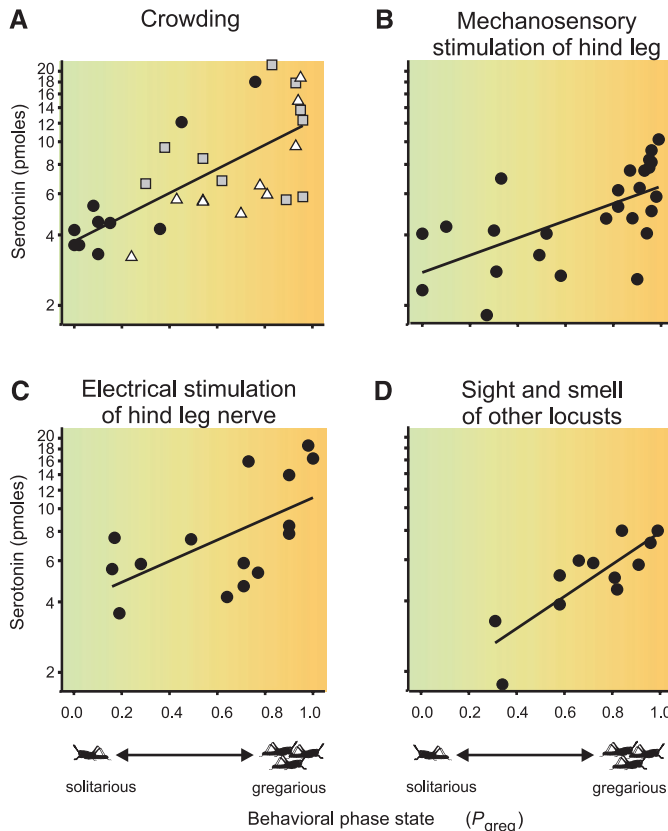 A
Crowding
B
Mechanosensory
stimulation of hind leg
Serotonin (pmoles)
20
18
16
14
12
10
8
6
4
2
C
Electrical stimulation
of hind leg nerve
D
Sight and smell
of other locusts
Serotonin (pmoles)
20
18
16
14
12
10
8
6
4
2
0.0 0.2 0.4 0.6 0.8 1.0
0.0 0.2 0.4 0.6 0.8 1.0
solitarious gregarious
solitarious gregarious
Behavioral phase state (Pgreg)